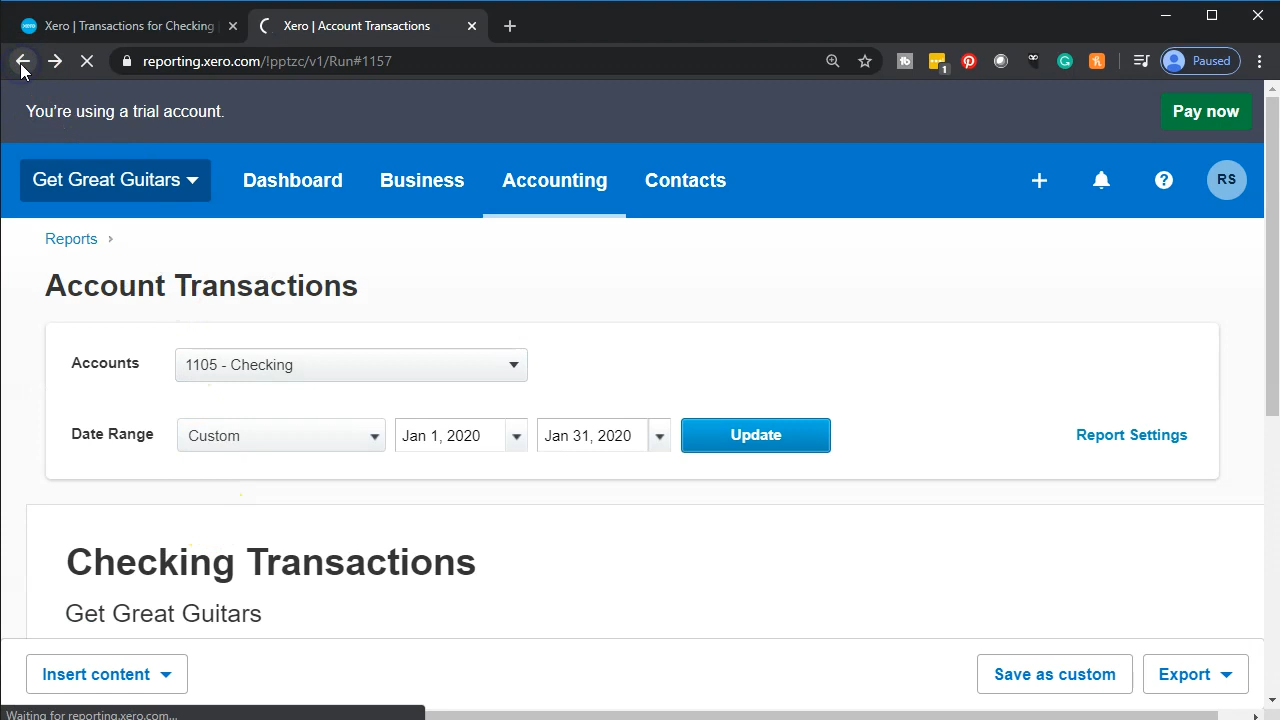 xero Xero | Transactions for Checking
Xero | Account Transactions
reporting.xero.com/!pptzc/v1/Run#1157
1
Paused
You're using a trial account.
Pay now
Get Great Guitars
Dashboard
Business
Accounting
Contacts
RS
Reports
Account Transactions
Accounts
1105 - Checking
Date Range
Custom
Jan 1, 2020
Jan 31, 2020
Update
Report Settings
Checking Transactions
Get Great Guitars
Insert content
Save as custom
Export
Waiting for reporting.xero.com...